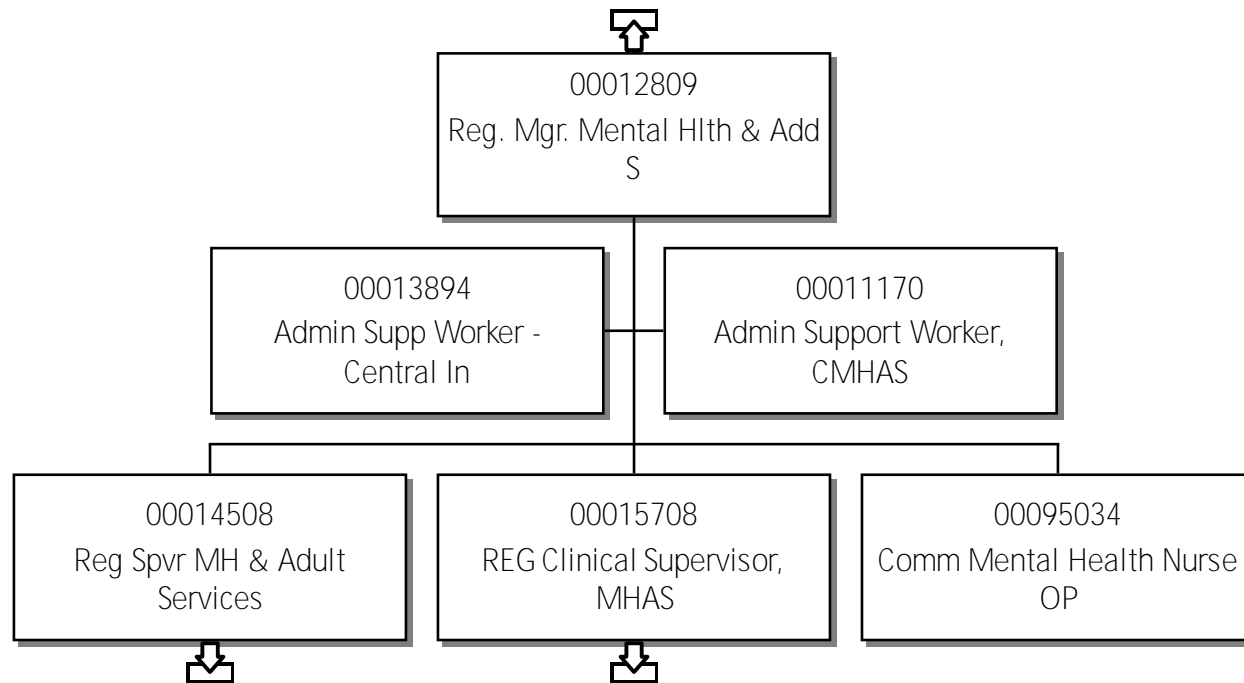 00012809
Reg. Mgr. Mental Hlth & Add
S
00013894
Admin Supp Worker -
Central In
00011170
Admin Support Worker,
CMHAS
00014508
Reg Spvr MH & Adult
Services
00015708
REG Clinical Supervisor,
MHAS
00095034
Comm Mental Health Nurse
OP